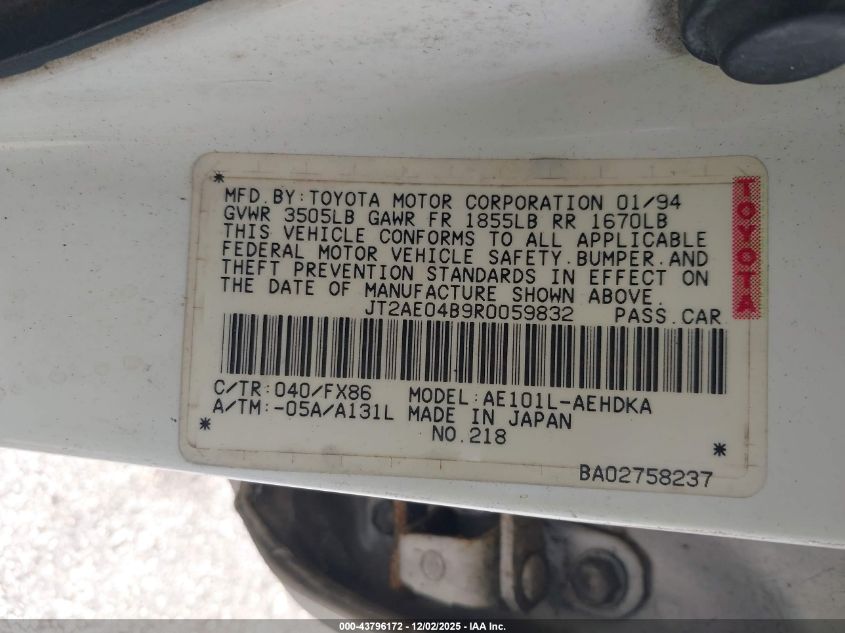 MFD.BY:TOYOTA MOTOR CORPORATION 01/94
GVWR 3505LB GAWR FR 1855LB RR 1670LB
THIS VEHICLE CONFORMS TO ALL APPLICABLE
FEDERAL MOTOR VEHICLE SAFETY.BUMPER.AND
THEFT PREVENTION STANDARDS IN EFFECT ON
THE DATE OF MANUFACTURE SHOWN ABOVE.
JT2AE04B9R0059832 PASS.CAR
TOYOTA
C/TR:040/FX86 MODEL:AE101L-AEHDKA
A/TM:-05A/A131L MADE IN JAPAN
NO.218
BA02758237
000-43796172 - 12/02/2025 - IAA Inc.